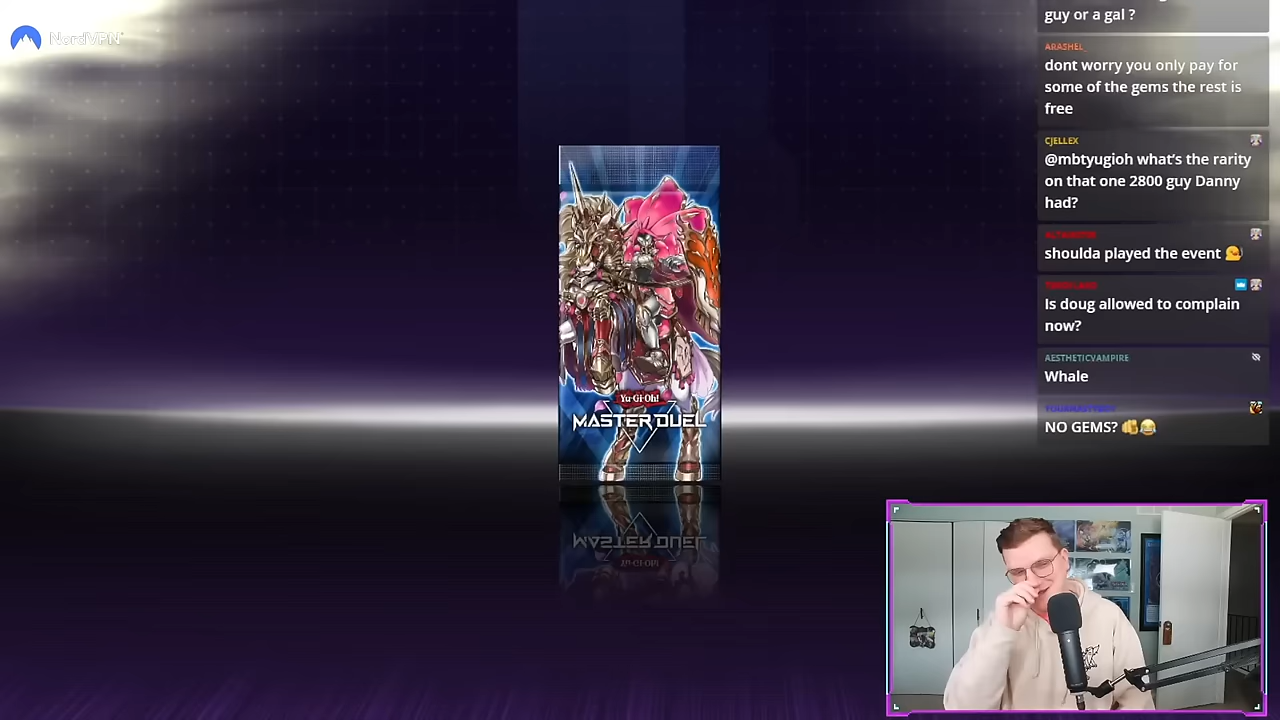 NordVPN
guy or a gal ?
ARASHEL_
dont worry you only pay for
some of the gems the rest is
free
CJELLEX
@mbtyugioh what's the rarity
on that one 2800 guy Danny
had?
shoulda played the event
Is doug allowed to complain
now?
AESTHETICVAMPIRE
Whale
NO GEMS?
Yu-Gi-Oh!
MASTER DUEL